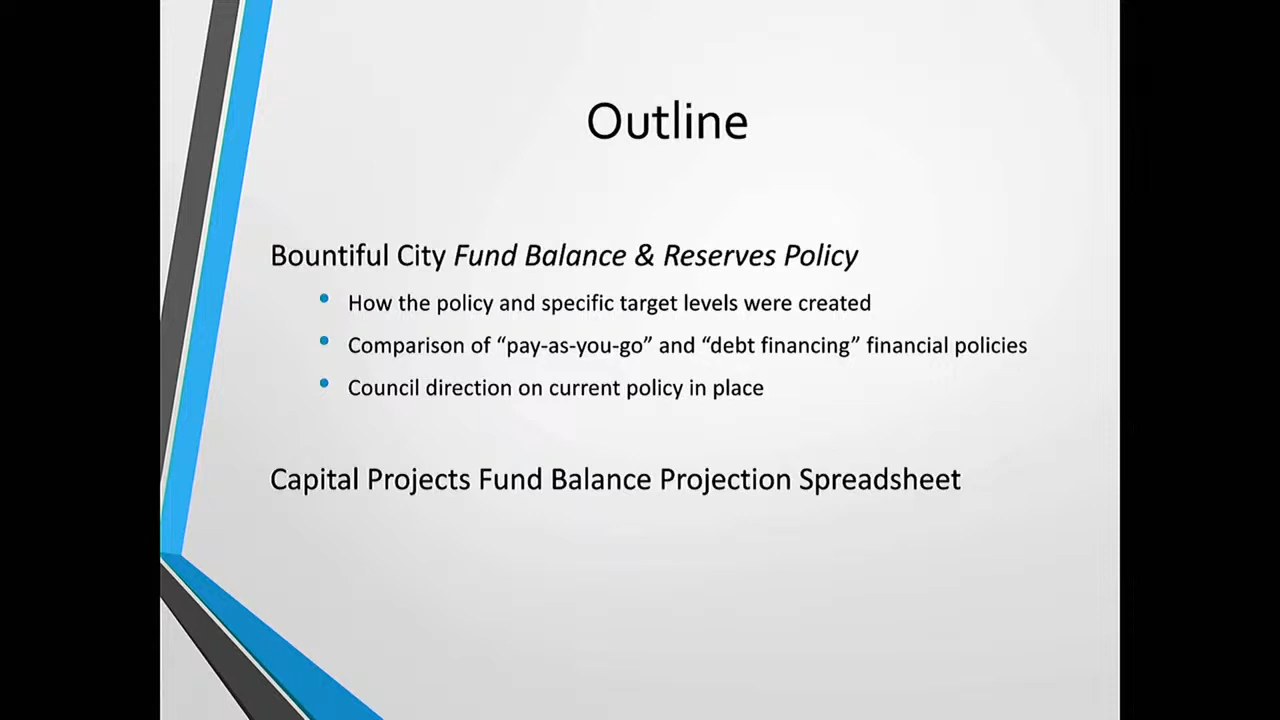 Outline
Bountiful City Fund Balance & Reserves Policy
How the policy and specific target levels were created
Comparison of “pay-as-you-go” and “debt financing” financial policies
Council direction on current policy in place
Capital Projects Fund Balance Projection Spreadsheet